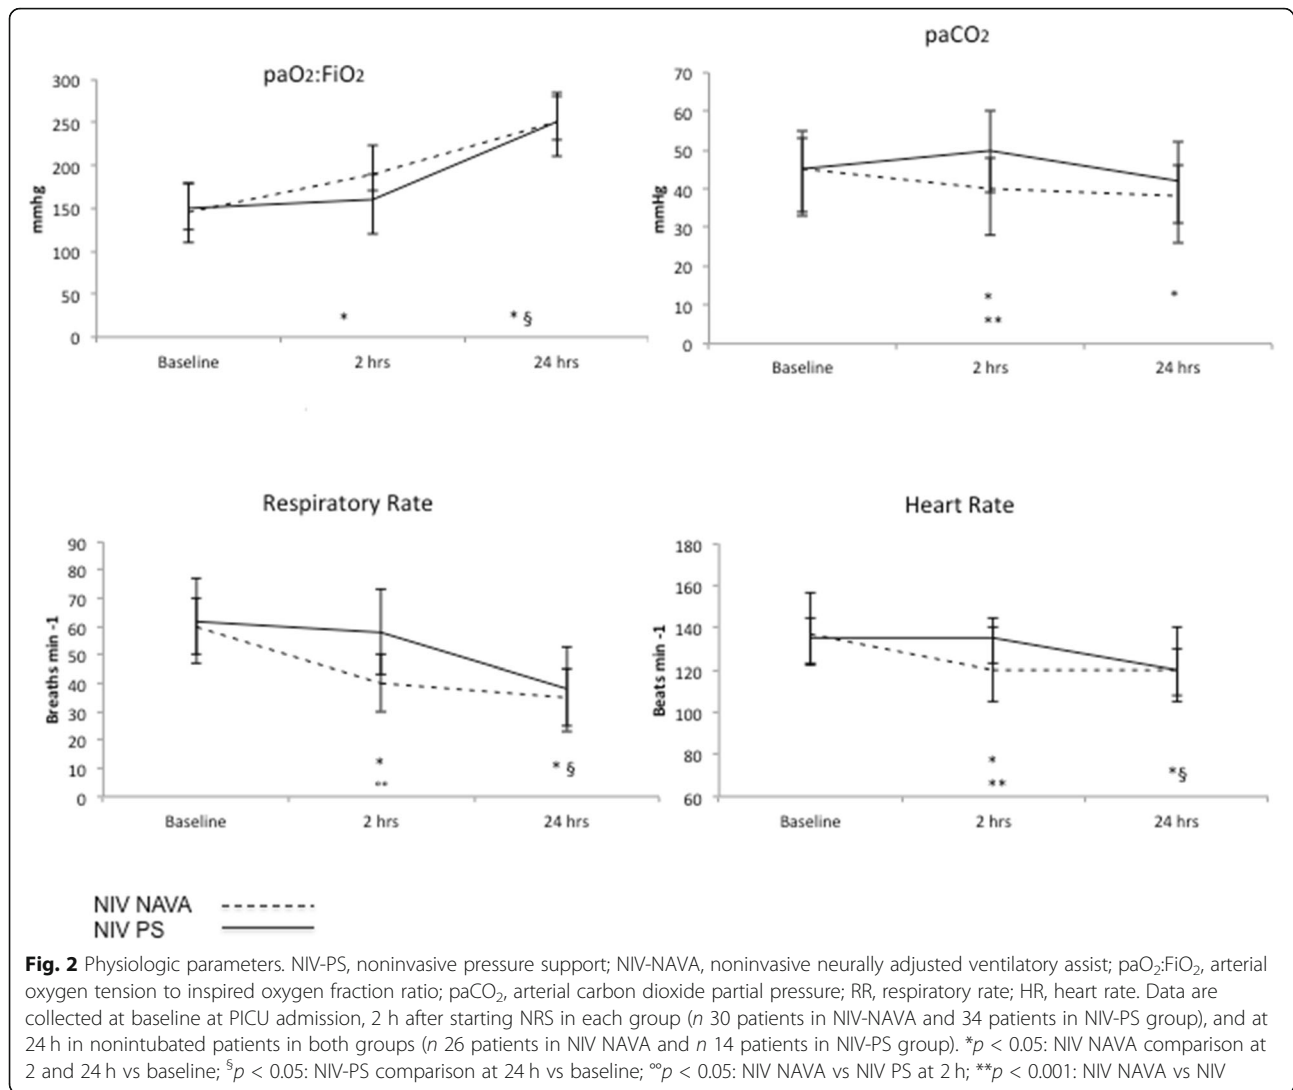 paO2:FiO2
300
250
200
150
100
50
0
mmhg
*
* §
Baseline
2 hrs
24 hrs
paCO2
70
60
50
40
30
20
10
0
mmHg
*
**
*
Baseline
2 hrs
24 hrs
Respiratory Rate
90
80
70
60
50
40
30
20
10
0
Breaths min -1
*
°°
* §
Baseline
2 hrs
24 hrs
Heart Rate
180
160
140
120
100
80
60
Beats min -1
*
**
*§
Baseline
2 hrs
24 hrs
NIV NAVA
NIV PS
Fig. 2 Physiologic parameters. NIV-PS, noninvasive pressure support; NIV-NAVA, noninvasive neurally adjusted ventilatory assist; paO₂:FiO₂, arterial
oxygen tension to inspired oxygen fraction ratio; paCO₂, arterial carbon dioxide partial pressure; RR, respiratory rate; HR, heart rate. Data are
collected at baseline at PICU admission, 2 h after starting NRS in each group (n 30 patients in NIV-NAVA and 34 patients in NIV-PS group), and at
24 h in nonintubated patients in both groups (n 26 patients in NIV NAVA and n 14 patients in NIV-PS group). *p < 0.05: NIV NAVA comparison at
2 and 24 h vs baseline; §p < 0.05: NIV-PS comparison at 24 h vs baseline; °°p < 0.05: NIV NAVA vs NIV PS at 2 h; **p < 0.001: NIV NAVA vs NIV